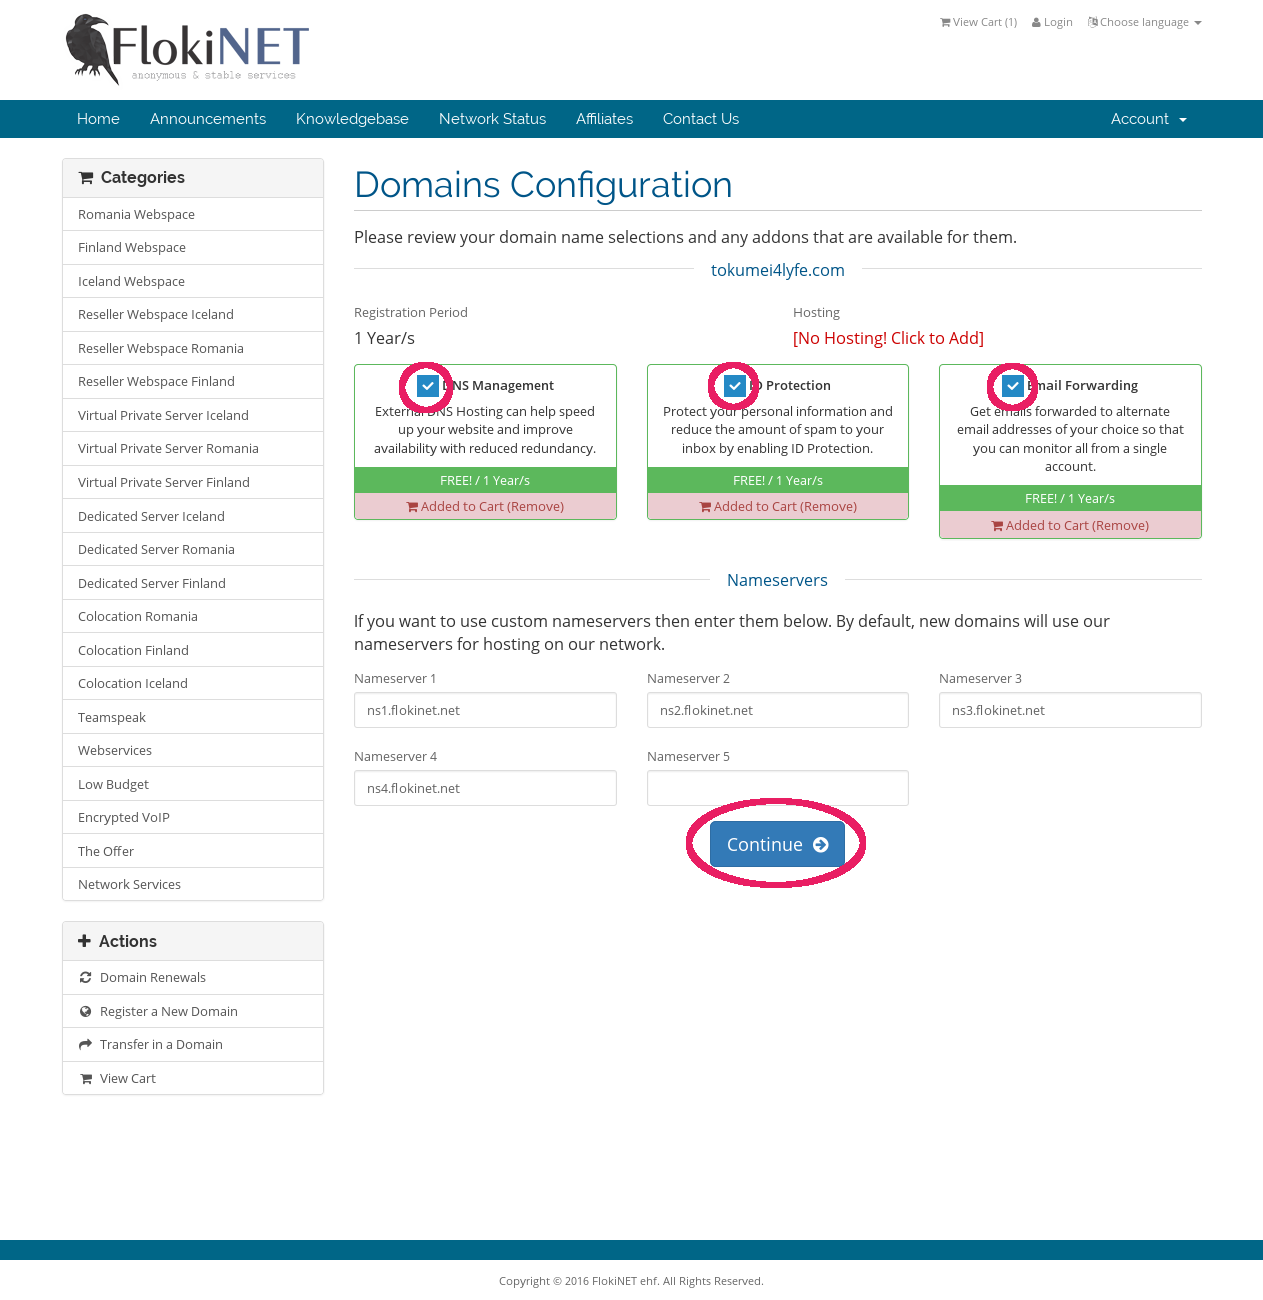 FlokiNET
anonymous & stable services
View Cart (1) Login Choose language
Home Announcements Knowledgebase Network Status Affiliates Contact Us Account
Categories
Romania Webspace
Finland Webspace
Iceland Webspace
Reseller Webspace Iceland
Reseller Webspace Romania
Reseller Webspace Finland
Virtual Private Server Iceland
Virtual Private Server Romania
Virtual Private Server Finland
Dedicated Server Iceland
Dedicated Server Romania
Dedicated Server Finland
Colocation Romania
Colocation Finland
Colocation Iceland
Teamspeak
Webservices
Low Budget
Encrypted VoIP
The Offer
Network Services
Actions
Domain Renewals
Register a New Domain
Transfer in a Domain
View Cart
Domains Configuration
Please review your domain name selections and any addons that are available for them.
tokumei4lyfe.com
Registration Period
1 Year/s
Hosting
[No Hosting! Click to Add]
DNS Management
External DNS Hosting can help speed
up your website and improve
availability with reduced redundancy.
FREE! / 1 Year/s
Added to Cart (Remove)
ID Protection
Protect your personal information and
reduce the amount of spam to your
inbox by enabling ID Protection.
FREE! / 1 Year/s
Added to Cart (Remove)
Email Forwarding
Get emails forwarded to alternate
email addresses of your choice so that
you can monitor all from a single
account.
FREE! / 1 Year/s
Added to Cart (Remove)
Nameservers
If you want to use custom nameservers then enter them below. By default, new domains will use our
nameservers for hosting on our network.
Nameserver 1
ns1.flokinet.net
Nameserver 2
ns2.flokinet.net
Nameserver 3
ns3.flokinet.net
Nameserver 4
ns4.flokinet.net
Nameserver 5
Continue
Copyright © 2016 FlokiNET ehf. All Rights Reserved.